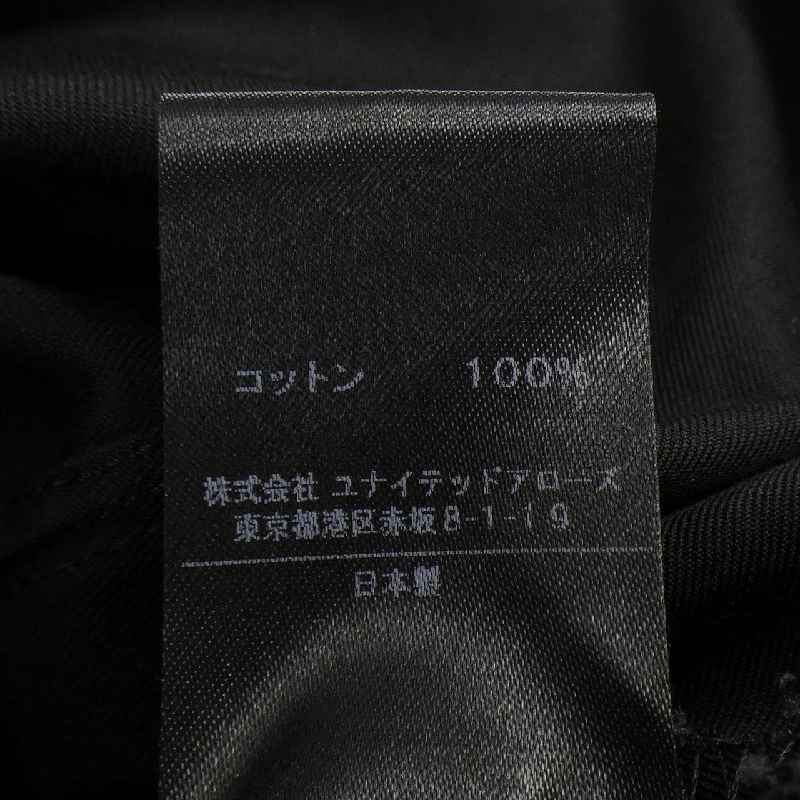 コットン 100%
株式会社 ユナイテッドアローズ
東京都港区赤坂8-1-19
日本製